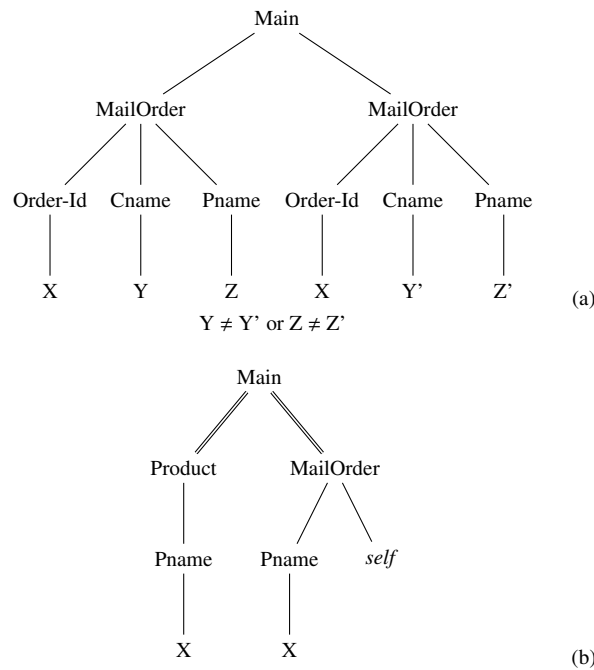 Main
MailOrder MailOrder
Order-Id Cname Pname Order-Id Cname Pname
X Y Z X Y' Z'
(a)
Y ≠ Y' or Z ≠ Z'
Main
Product MailOrder
Pname Pname self
X X
(b)